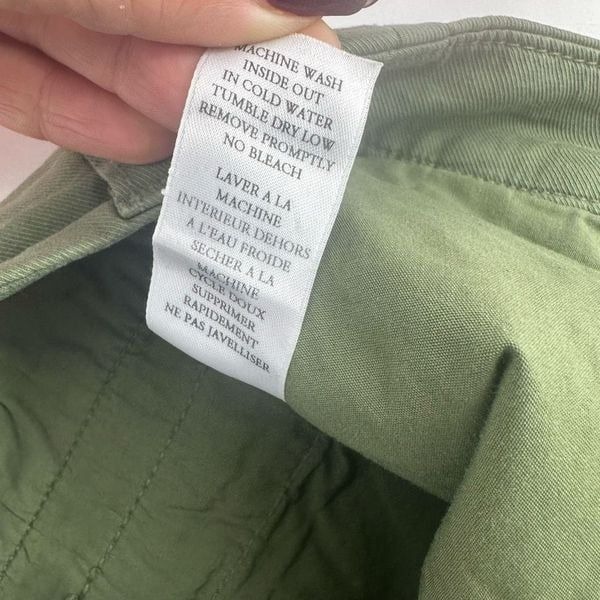 MACHINE WASH
INSIDE OUT
IN COLD WATER
TUMBLE DRY LOW
REMOVE PROMPTLY
NO BLEACH
LAVER A LA
MACHINE
INTERIEUR DEHORS
A L'EAU FROIDE
SECHER A LA
MACHINE
CYCLE DOUX
SUPPRIMER
RAPIDEMENT
NE PAS JAVELLISER